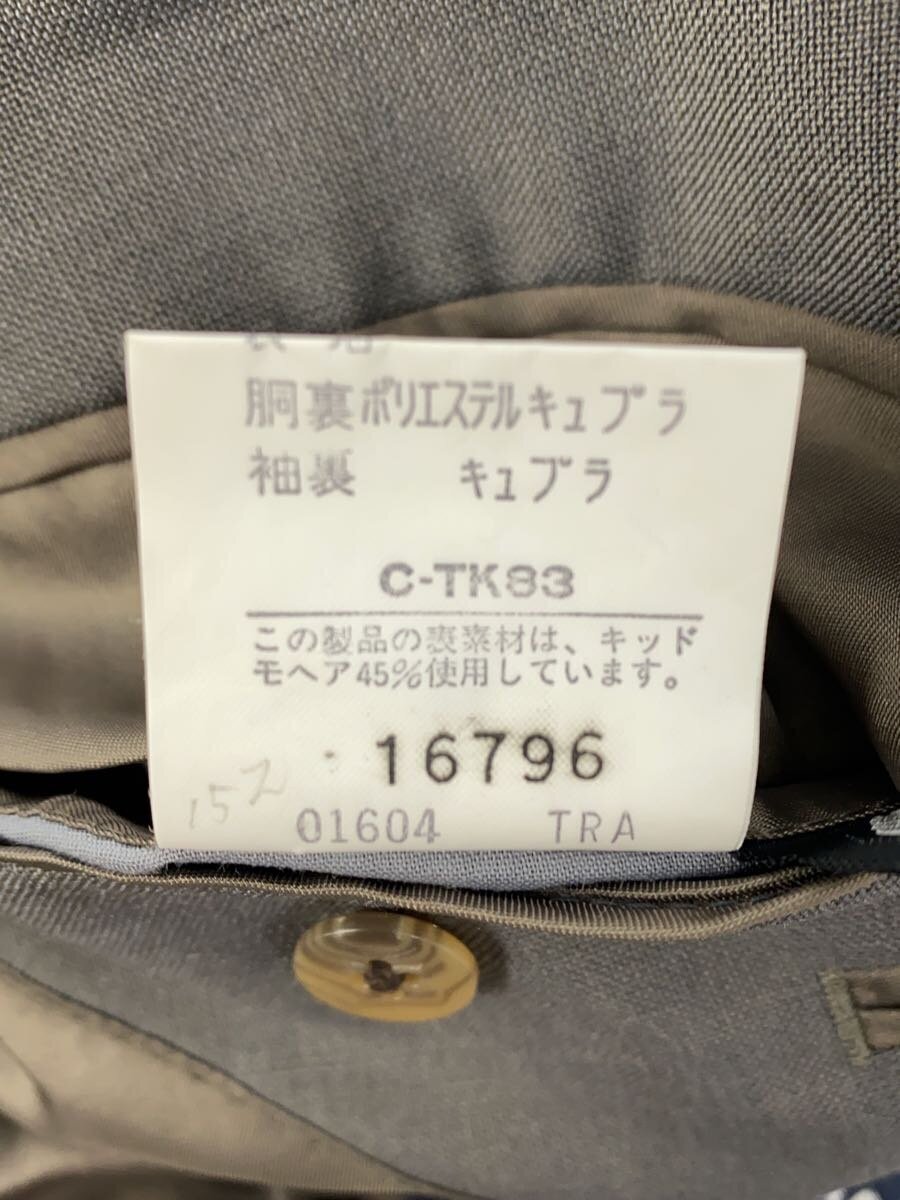 胴裏ポリエステルキュプラ
袖裏 キュプラ
C-TK83
この製品の表素材は、キッド
モヘア45%使用しています。
16796
152
01604 TRA